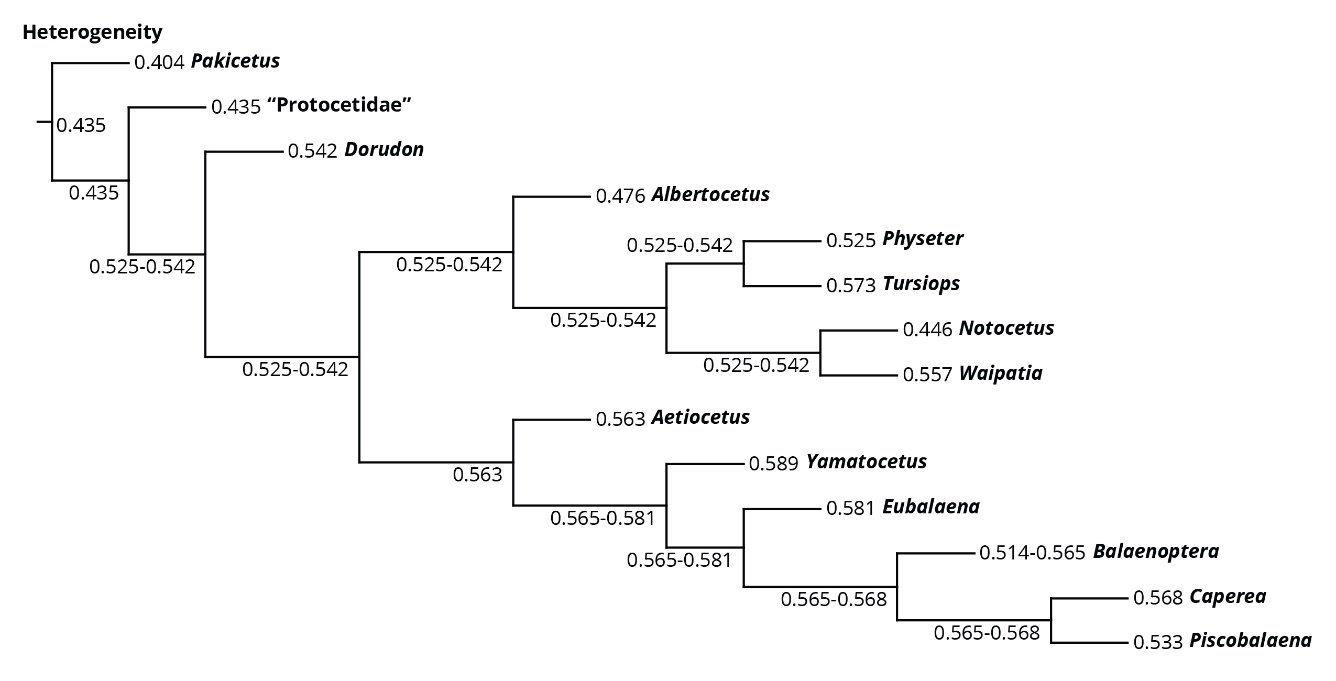 Heterogeneity
0.404 Pakicetus
0.435 “Protocetidae”
0.435
0.542 Dorudon
0.435
0.476 Albertocetus
0.525-0.542
0.525 Physeter
0.525-0.542
0.525-0.542
0.573 Tursiops
0.525-0.542
0.446 Notocetus
0.525-0.542
0.525-0.542
0.557 Waipatia
0.563 Aetiocetus
0.563
0.589 Yamatocetus
0.565-0.581
0.581 Eubalaena
0.565-0.581
0.514-0.565 Balaenoptera
0.565-0.568
0.568 Caperea
0.565-0.568
0.533 Piscobalaena